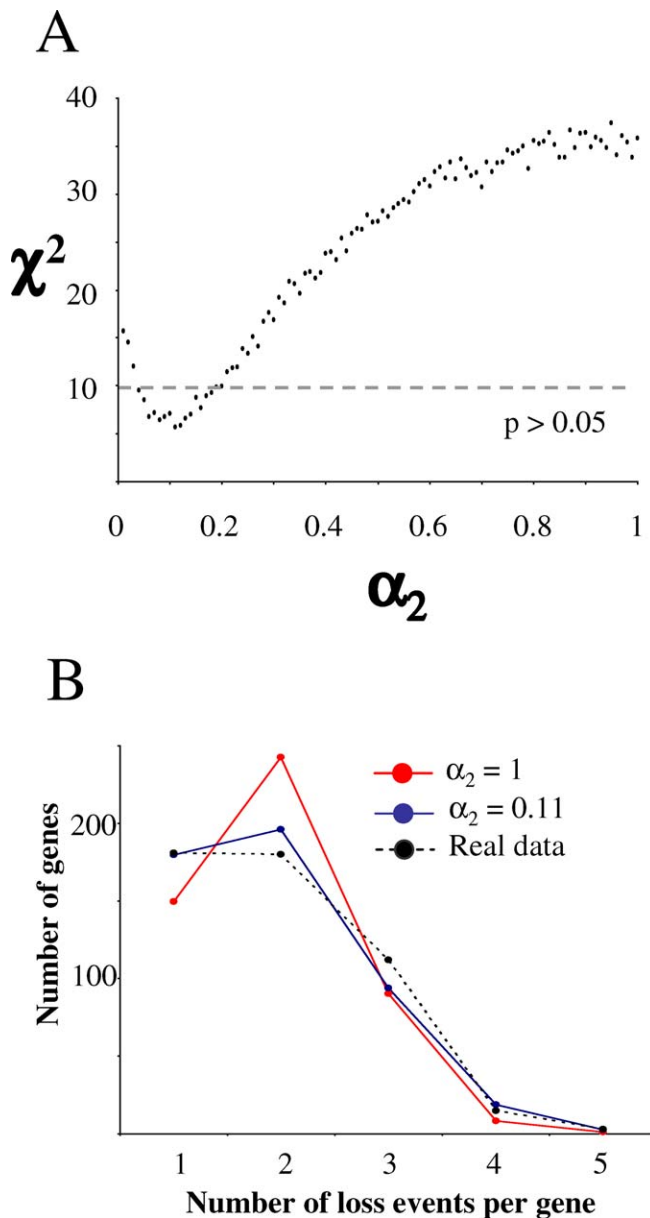 A
40
30
χ²
20
10
p > 0.05
0 0.2 0.4 0.6 0.8 1
α₂
B
α₂ = 1
α₂ = 0.11
Real data
Number of genes
200
100
1 2 3 4 5
Number of loss events per gene